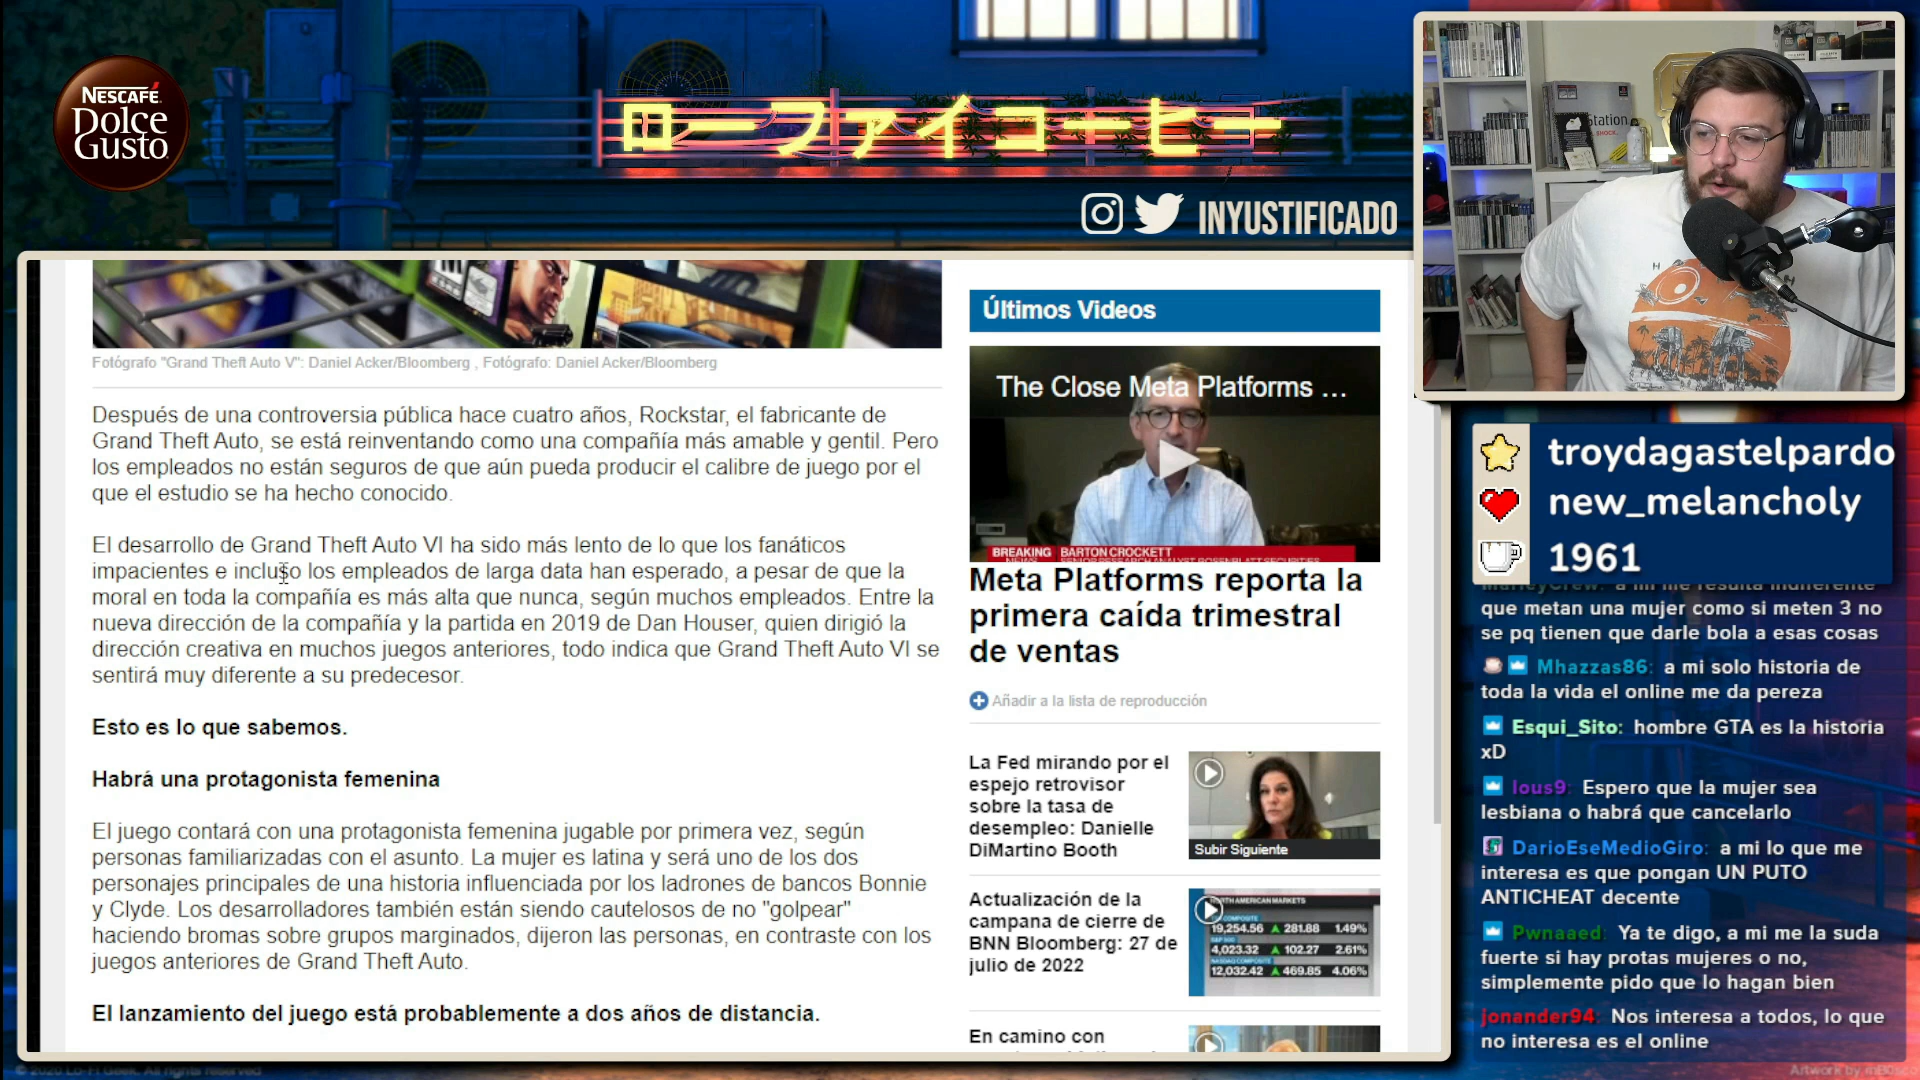 NESCAFÉ
Dolce
Gusto
ローファイコーヒー
INYUSTIFICADO
Fotógrafo "Grand Theft Auto V": Daniel Acker/Bloomberg , Fotógrafo: Daniel Acker/Bloomberg
Después de una controversia pública hace cuatro años, Rockstar, el fabricante de
Grand Theft Auto, se está reinventando como una compañía más amable y gentil. Pero
los empleados no están seguros de que aún pueda producir el calibre de juego por el
que el estudio se ha hecho conocido.
El desarrollo de Grand Theft Auto VI ha sido más lento de lo que los fanáticos
impacientes e incluso los empleados de larga data han esperado, a pesar de que la
moral en toda la compañía es más alta que nunca, según muchos empleados. Entre la
nueva dirección de la compañía y la partida en 2019 de Dan Houser, quien dirigió la
dirección creativa en muchos juegos anteriores, todo indica que Grand Theft Auto VI se
sentirá muy diferente a su predecesor.
Esto es lo que sabemos.
Habrá una protagonista femenina
El juego contará con una protagonista femenina jugable por primera vez, según
personas familiarizadas con el asunto. La mujer es latina y será uno de los dos
personajes principales de una historia influenciada por los ladrones de bancos Bonnie
y Clyde. Los desarrolladores también están siendo cautelosos de no "golpear"
haciendo bromas sobre grupos marginados, dijeron las personas, en contraste con los
juegos anteriores de Grand Theft Auto.
El lanzamiento del juego está probablemente a dos años de distancia.
Últimos Videos
The Close Meta Platforms ...
BREAKING
NEWS
BARTON CROCKETT
SENIOR RESEARCH ANALYST ROSENBLATT SECURITIES
Meta Platforms reporta la
primera caída trimestral
de ventas
Añadir a la lista de reproducción
La Fed mirando por el
espejo retrovisor
sobre la tasa de
desempleo: Danielle
DiMartino Booth
Subir Siguiente
Actualización de la
campana de cierre de
BNN Bloomberg: 27 de
julio de 2022
NORTH AMERICAN MARKETS
19,254.56 ▲ 281.88 1.49%
4,023.32 ▲ 102.27 2.61%
12,032.42 ▲ 469.85 4.06%
En camino con
troydagastelpardo
new_melancholy
1961
a mi me resulta indiferente
que metan una mujer como si meten 3 no
se pq tienen que darle bola a esas cosas
Mhazzas86: a mi solo historia de
toda la vida el online me da pereza
Esqui_Sito: hombre GTA es la historia
xD
lous9: Espero que la mujer sea
lesbiana o habrá que cancelarlo
DarioEseMedioGiro: a mi lo que me
interesa es que pongan UN PUTO
ANTICHEAT decente
Pwnaaed: Ya te digo, a mi me la suda
fuerte si hay protas mujeres o no,
simplemente pido que lo hagan bien
jonander94: Nos interesa a todos, lo que
no interesa es el online
© 2020 Lo-Fi Geek. All rights reserved